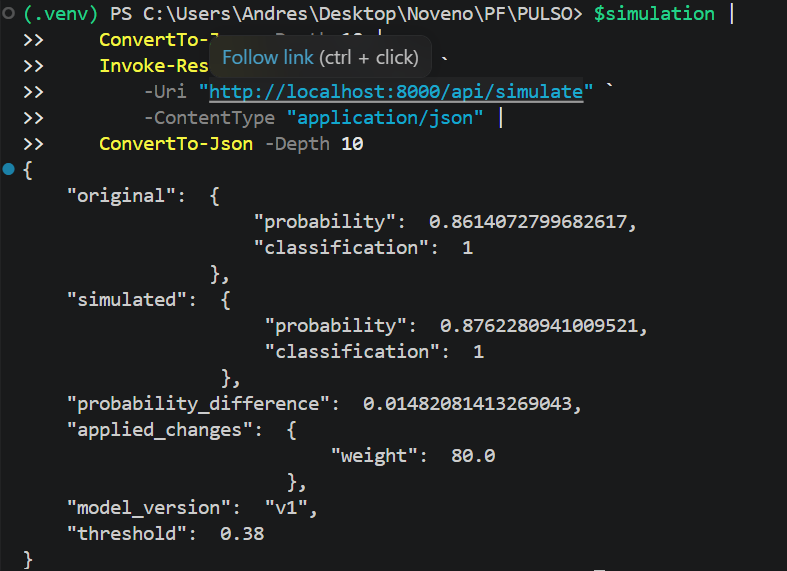 (.venv) PS C:\Users\Andres\Desktop\Noveno\PF\PULSO> $simulation |
>> ConvertTo-J
>> Invoke-Res `
>> -Uri "http://localhost:8000/api/simulate" `
>> -ContentType "application/json" |
>> ConvertTo-Json -Depth 10
Follow link (ctrl + click)
{
"original": {
"probability": 0.8614072799682617,
"classification": 1
},
"simulated": {
"probability": 0.8762280941009521,
"classification": 1
},
"probability_difference": 0.01482081413269043,
"applied_changes": {
"weight": 80.0
},
"model_version": "v1",
"threshold": 0.38
}